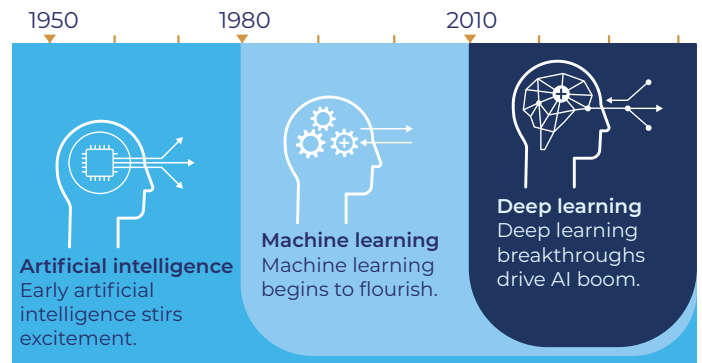 1950
1980
2010
Artificial intelligence
Early artificial
intelligence stirs
excitement.
Machine learning
Machine learning
begins to flourish.
Deep learning
Deep learning
breakthroughs
drive AI boom.